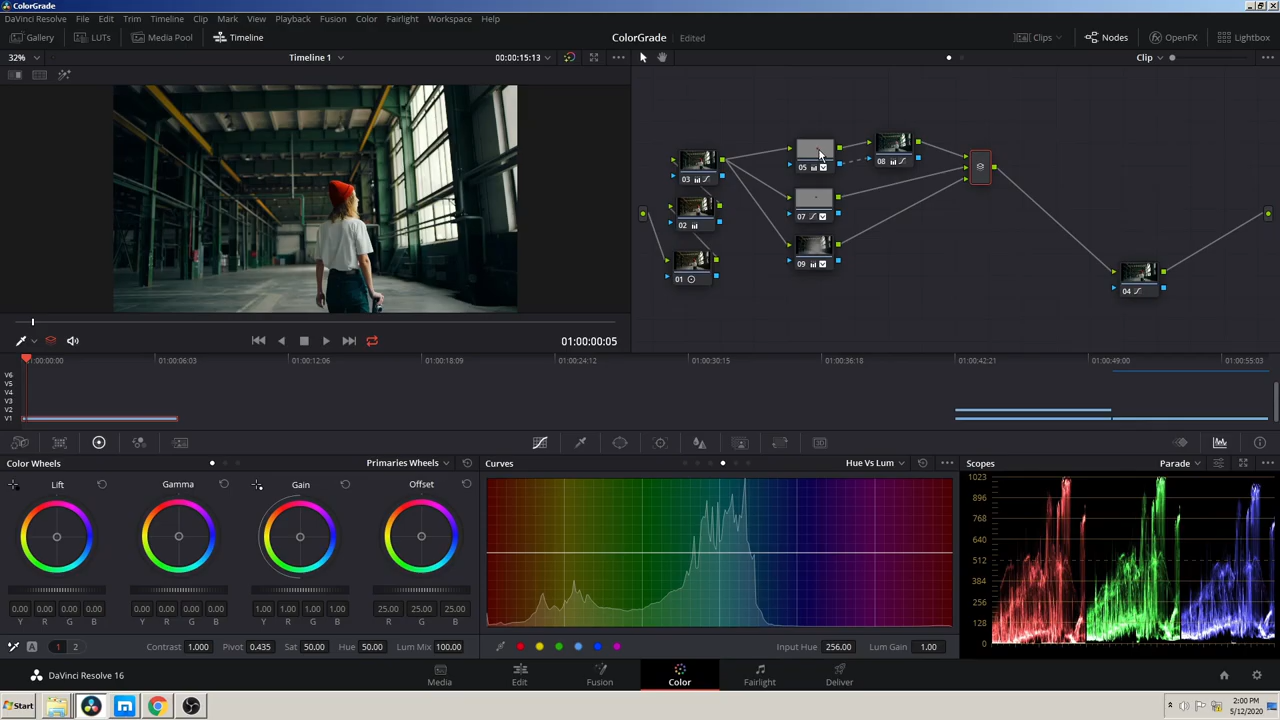 ColorGrade
DaVinci Resolve File Edit Trim Timeline Clip Mark View Playback Fusion Color Fairlight Workspace Help
Gallery LUTs Media Pool Timeline ColorGrade Edited Clips Nodes OpenFX Lightbox
32% Timeline 1 00:00:15:13 Clip
03
05
08
02
07
01
09
04
01:00:00:05
01:00:00:00 01:00:06:03 01:00:12:06 01:00:18:09 01:00:24:12 01:00:30:15 01:00:36:18 01:00:42:21 01:00:49:00 01:00:55:03
V6
V5
V4
V3
V2
V1
Color Wheels Primaries Wheels Curves Hue Vs Lum Scopes Parade
Lift Gamma Gain Offset
1023
896
768
640
512
384
256
128
0
0.00 0.00 0.00 0.00 0.00 0.00 0.00 0.00 1.00 1.00 1.00 1.00 25.00 25.00 25.00
Y R G B Y R G B Y R G B R G B
A 1 2 Contrast 1.000 Pivot 0.435 Sat 50.00 Hue 50.00 Lum Mix 100.00 Input Hue 256.00 Lum Gain 1.00
DaVinci Resolve 16 Media Edit Fusion Color Fairlight Deliver
Start 2:00 PM
5/12/2020